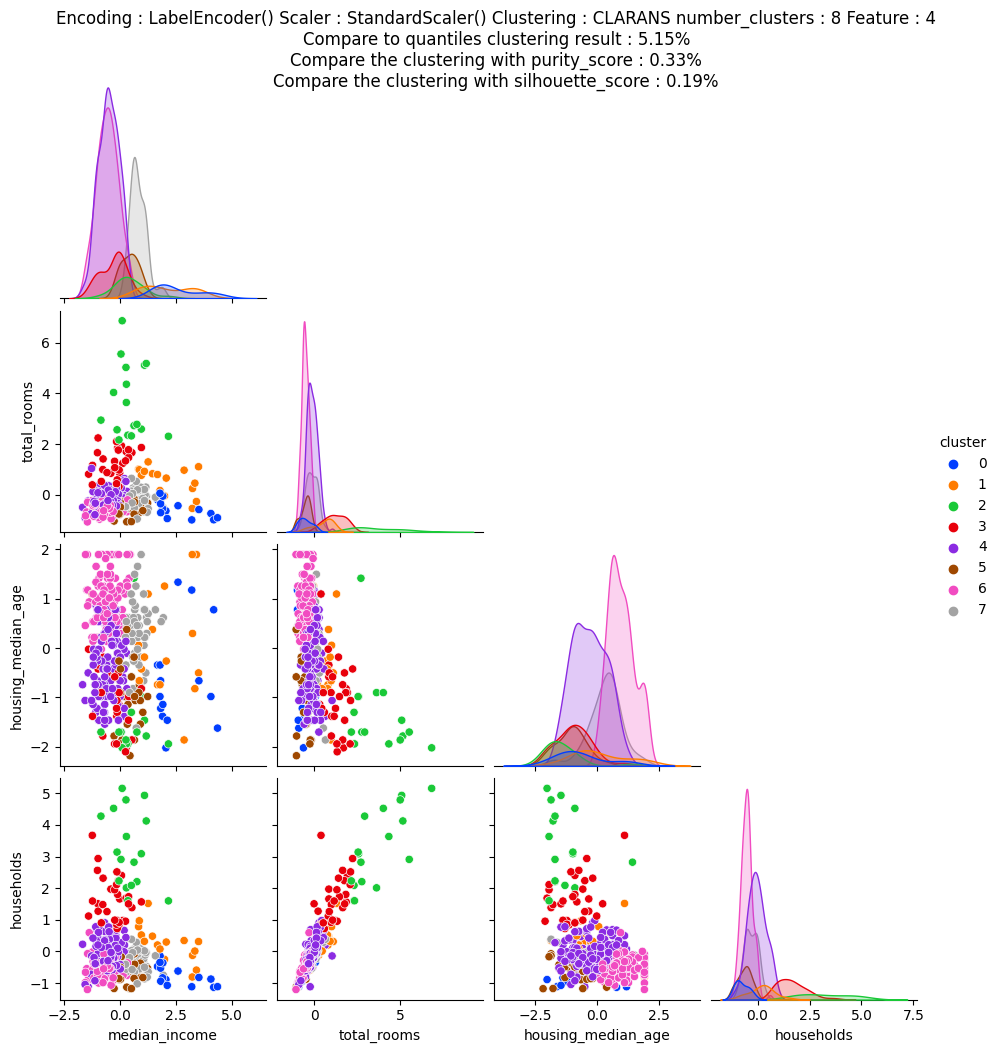 Encoding : LabelEncoder() Scaler : StandardScaler() Clustering : CLARANS number_clusters : 8 Feature : 4
Compare to quantiles clustering result : 5.15%
Compare the clustering with purity_score : 0.33%
Compare the clustering with silhouette_score : 0.19%
total_rooms
6
4
2
0
housing_median_age
2
1
0
−1
−2
households
5
4
3
2
1
0
−1
−2.5 0.0 2.5 5.0
median_income
0 5
total_rooms
−2.5 0.0 2.5
housing_median_age
0.0 2.5 5.0 7.5
households
cluster
0
1
2
3
4
5
6
7